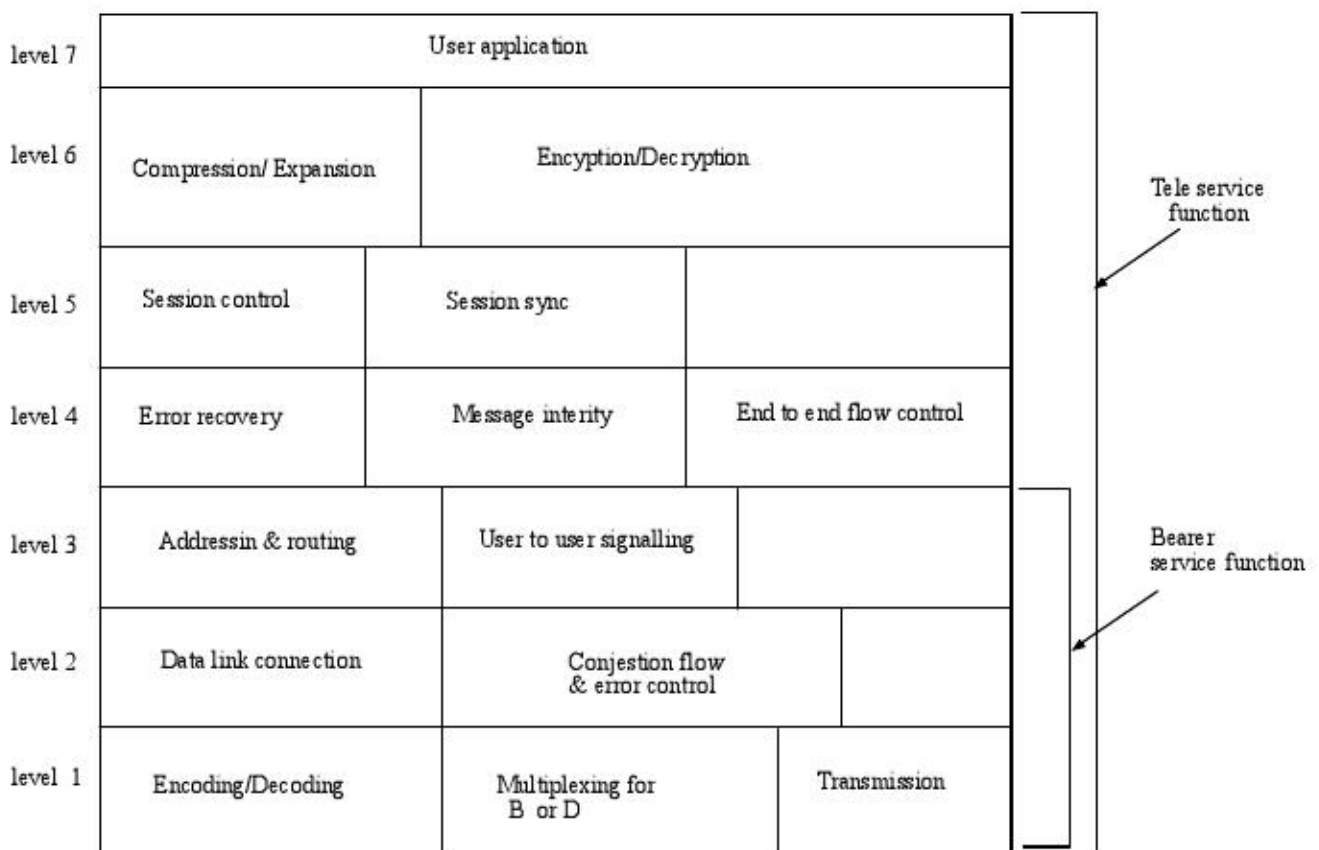 level 7
User application
level 6
Compression/ Expansion
Encyption/Decryption
Tele service
function
level 5
Session control
Session sync
level 4
Error recovery
Message interity
End to end flow control
level 3
Addressin & routing
User to user signalling
Bearer
service function
level 2
Data link connection
Conjestion flow
& error control
level 1
Encoding/Decoding
Multiplexing for
B or D
Transmission